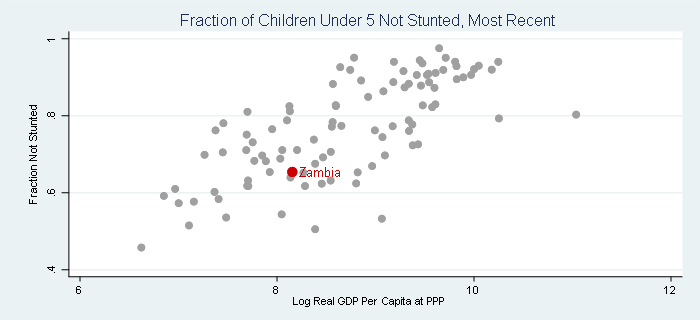 Fraction of Children Under 5 Not Stunted, Most Recent
Fraction Not Stunted
1
.8
.6
.4
Zambia
6
8
10
12
Log Real GDP Per Capita at PPP